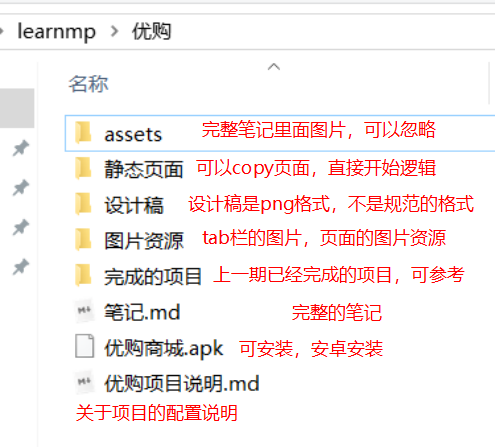 learnmp > 优购
名称
assets 完整笔记里面图片，可以忽略
静态页面 可以copy页面，直接开始逻辑
设计稿 设计稿是png格式，不是规范的格式
图片资源 tab栏的图片，页面的图片资源
完成的项目 上一期已经完成的项目，可参考
笔记.md 完整的笔记
优购商城.apk 可安装，安卓安装
优购项目说明.md
关于项目的配置说明